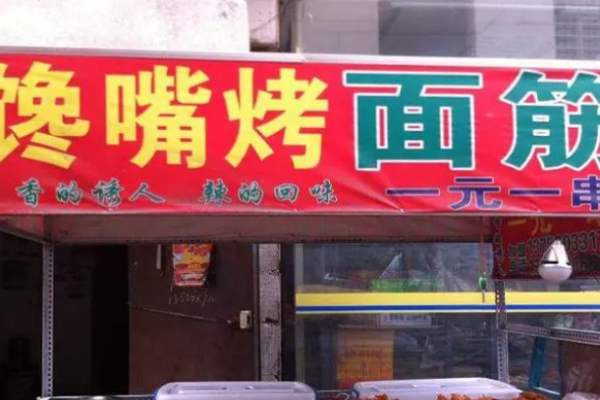 馋嘴烤面筋
香的诱人 辣的回味 一元一串